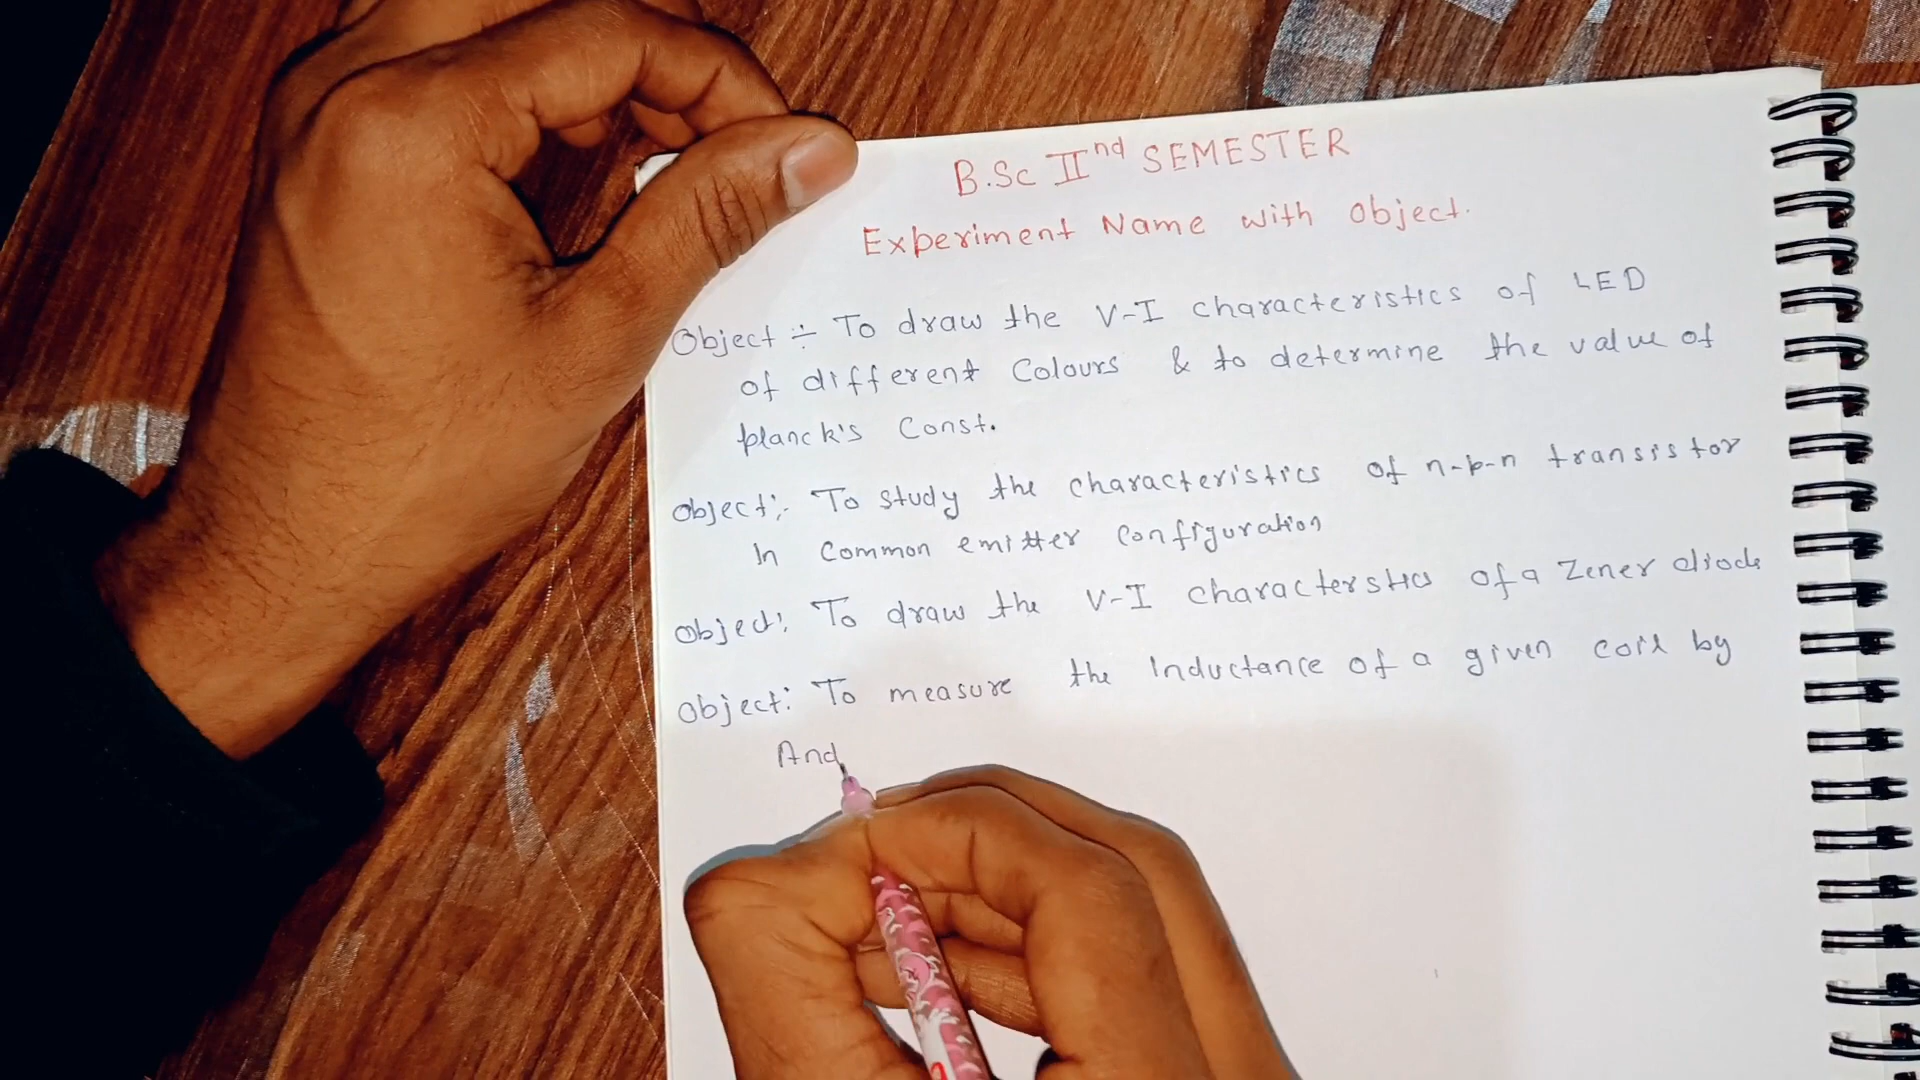 B.Sc IInd SEMESTER
Experiment Name with Object.
Object ÷ To draw the V-I characteristics of LED
of different Colours & to determine the value of
planck's Const.
Object:- To study the characteristics of n-p-n transistor
In Common emitter Configuration
Object: To draw the V-I characterstics of a Zener diode
Object: To measure the Inductance of a given coil by
And